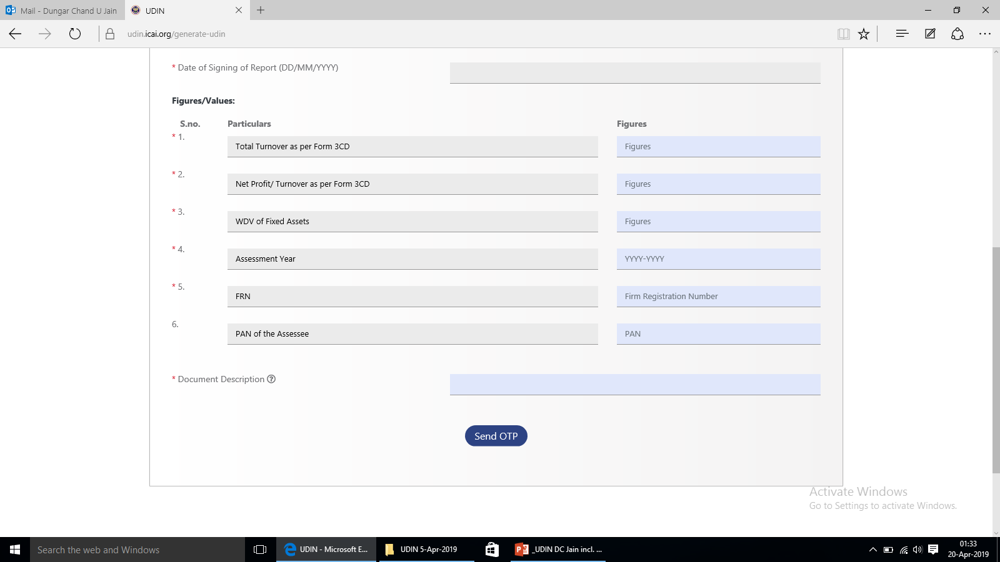 Mail - Dungar Chand U Jain
UDIN
udin.icai.org/generate-udin
* Date of Signing of Report (DD/MM/YYYY)
Figures/Values:
S.no. Particulars Figures
* 1. Total Turnover as per Form 3CD Figures
* 2. Net Profit/ Turnover as per Form 3CD Figures
* 3. WDV of Fixed Assets Figures
* 4. Assessment Year YYYY-YYYY
* 5. FRN Firm Registration Number
6. PAN of the Assessee PAN
* Document Description ?
Send OTP
Activate Windows
Go to Settings to activate Windows.
Search the web and Windows
UDIN - Microsoft E...
UDIN 5-Apr-2019
_UDIN DC Jain incl. ...
01:33
20-Apr-2019